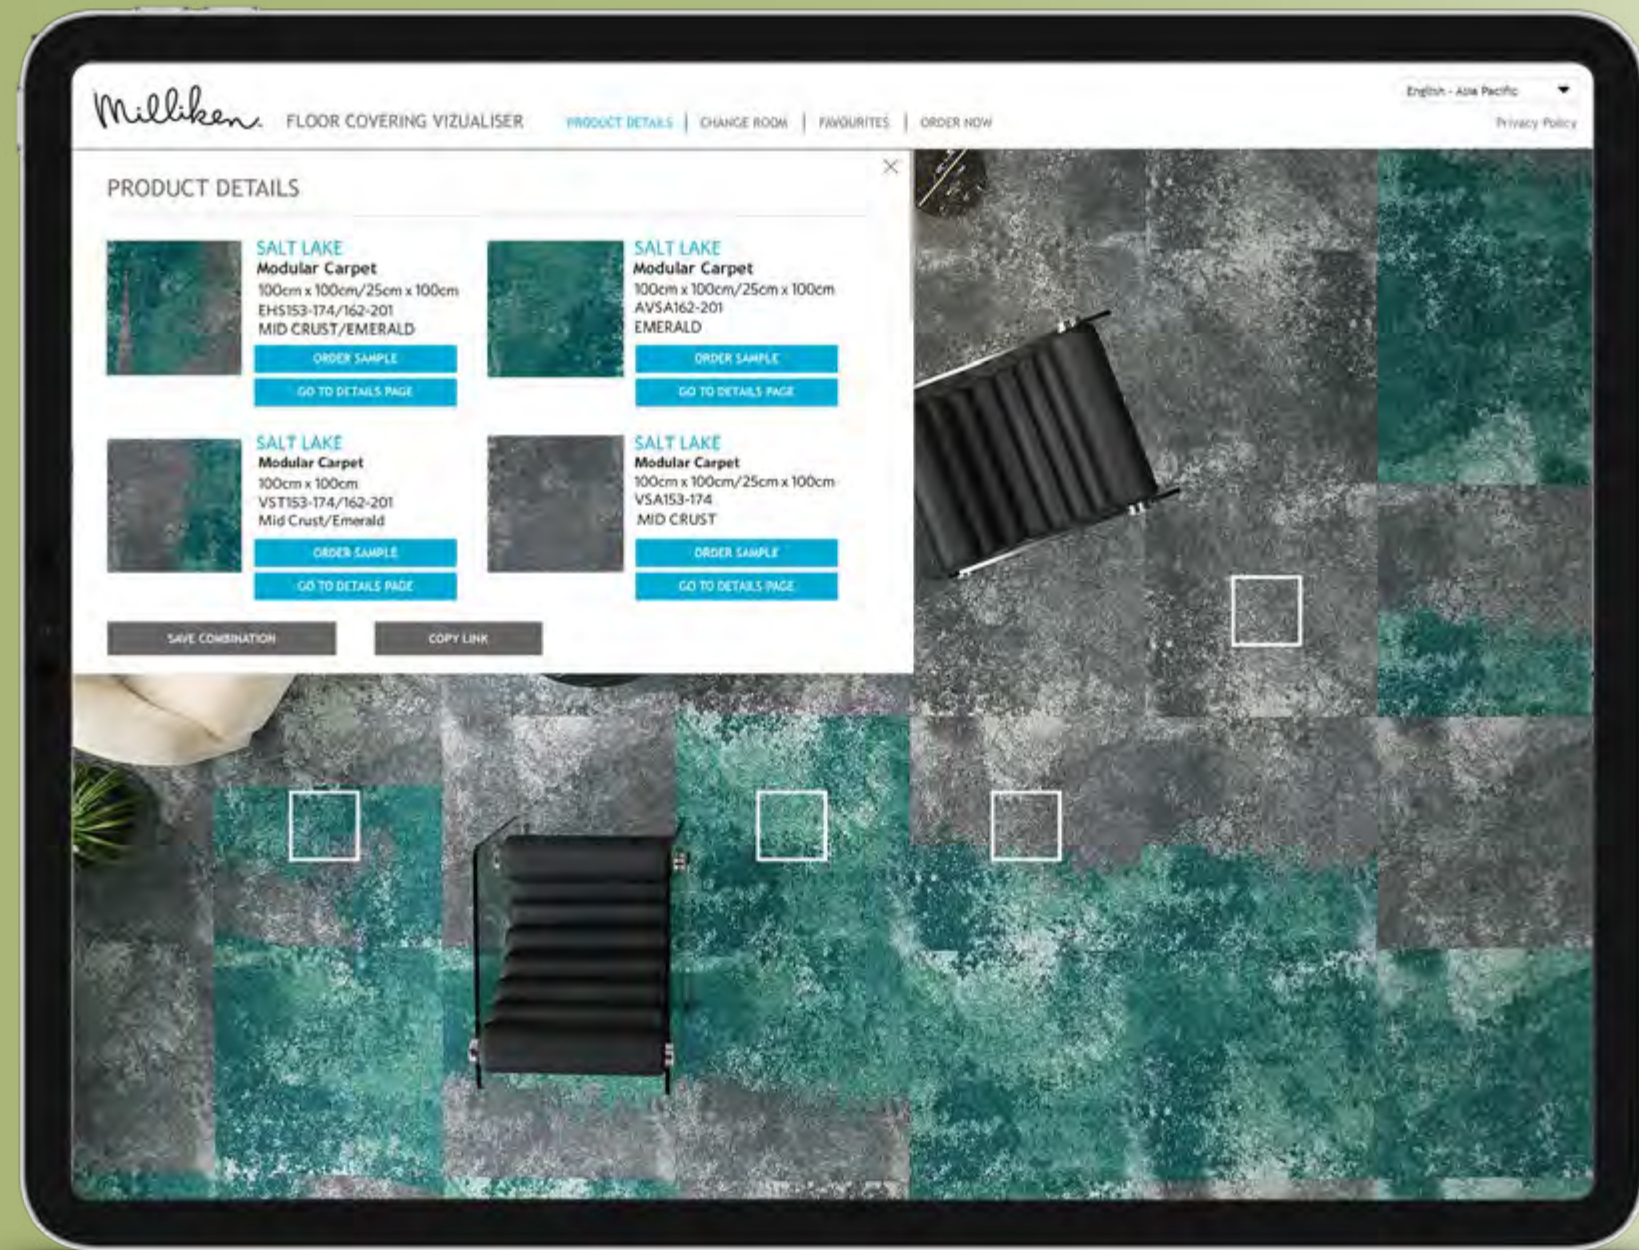 Milliken. FLOOR COVERING VIZUALISER
PRODUCT DETAILS | CHANGE ROOM | FAVOURITES | ORDER NOW
English - Asia Pacific
Privacy Policy
PRODUCT DETAILS
SALT LAKE
Modular Carpet
100cm x 100cm/25cm x 100cm
EHS153-174/162-201
MID CRUST/EMERALD
ORDER SAMPLE
GO TO DETAILS PAGE
SALT LAKE
Modular Carpet
100cm x 100cm/25cm x 100cm
AVSA162-201
EMERALD
ORDER SAMPLE
GO TO DETAILS PAGE
SALT LAKE
Modular Carpet
100cm x 100cm
VST153-174/162-201
Mid Crust/Emerald
ORDER SAMPLE
GO TO DETAILS PAGE
SALT LAKE
Modular Carpet
100cm x 100cm/25cm x 100cm
VSA153-174
MID CRUST
ORDER SAMPLE
GO TO DETAILS PAGE
SAVE COMBINATION
COPY LINK